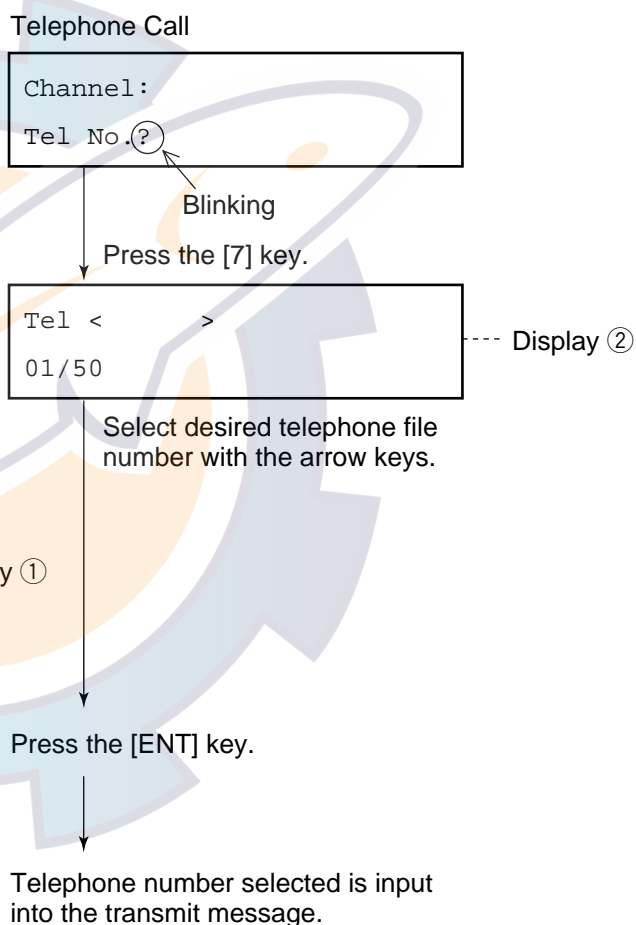 Telephone Call
Channel:
Tel No.?
Blinking
Press the [7] key.
Tel <        >
01/50
Display ②
Select desired telephone file
number with the arrow keys.
y ①
Press the [ENT] key.
Telephone number selected is input
into the transmit message.